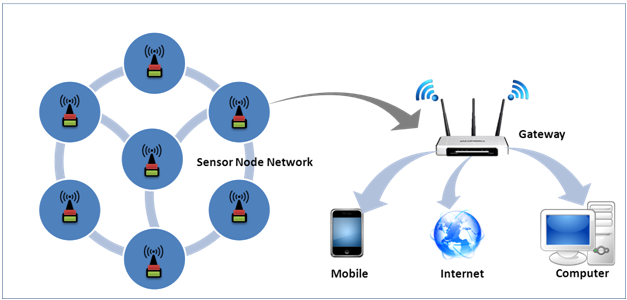 Sensor Node Network
Gateway
Mobile
Internet
Computer